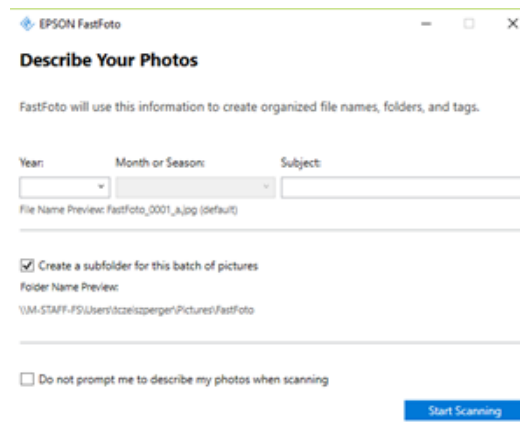 EPSON FastFoto
Describe Your Photos
FastFoto will use this information to create organized file names, folders, and tags.
Year: Month or Season: Subject:
File Name Preview: FastFoto_0001_a.jpg (default)
Create a subfolder for this batch of pictures
Folder Name Preview:
\\M-STAFF-FS\Users\tczeiszperger\Pictures\FastFoto
Do not prompt me to describe my photos when scanning
Start Scanning